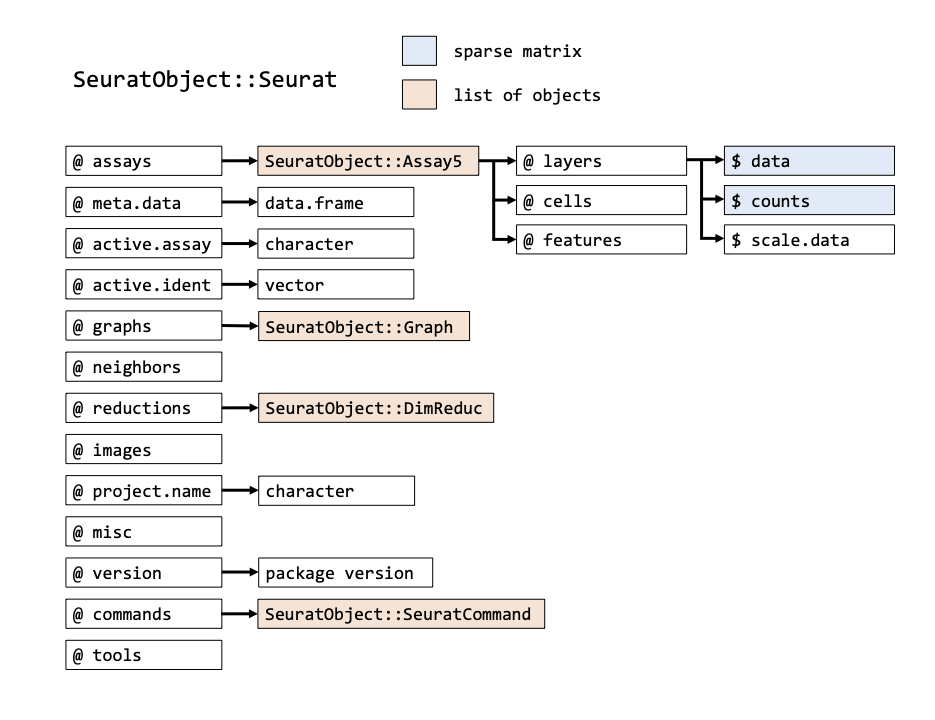 sparse matrix
SeuratObject::Seurat
list of objects
@ assays SeuratObject::Assay5 @ layers $ data
@ meta.data data.frame @ cells $ counts
@ active.assay character @ features $ scale.data
@ active.ident vector
@ graphs SeuratObject::Graph
@ neighbors
@ reductions SeuratObject::DimReduc
@ images
@ project.name character
@ misc
@ version package version
@ commands SeuratObject::SeuratCommand
@ tools